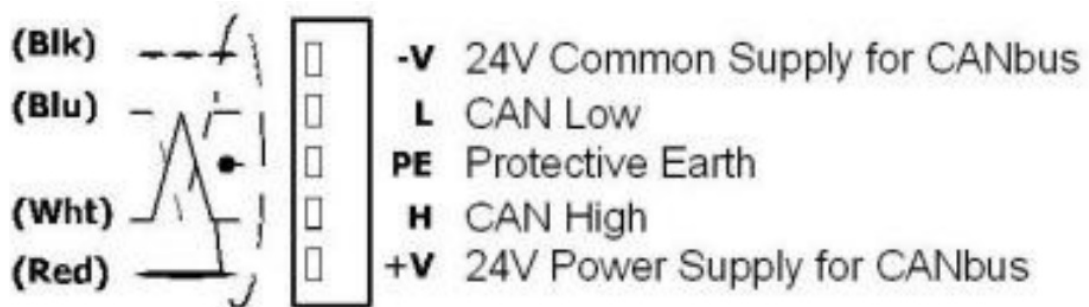 (Blk) -V 24V Common Supply for CANbus
(Blu) L CAN Low
PE Protective Earth
(Wht) H CAN High
(Red) +V 24V Power Supply for CANbus